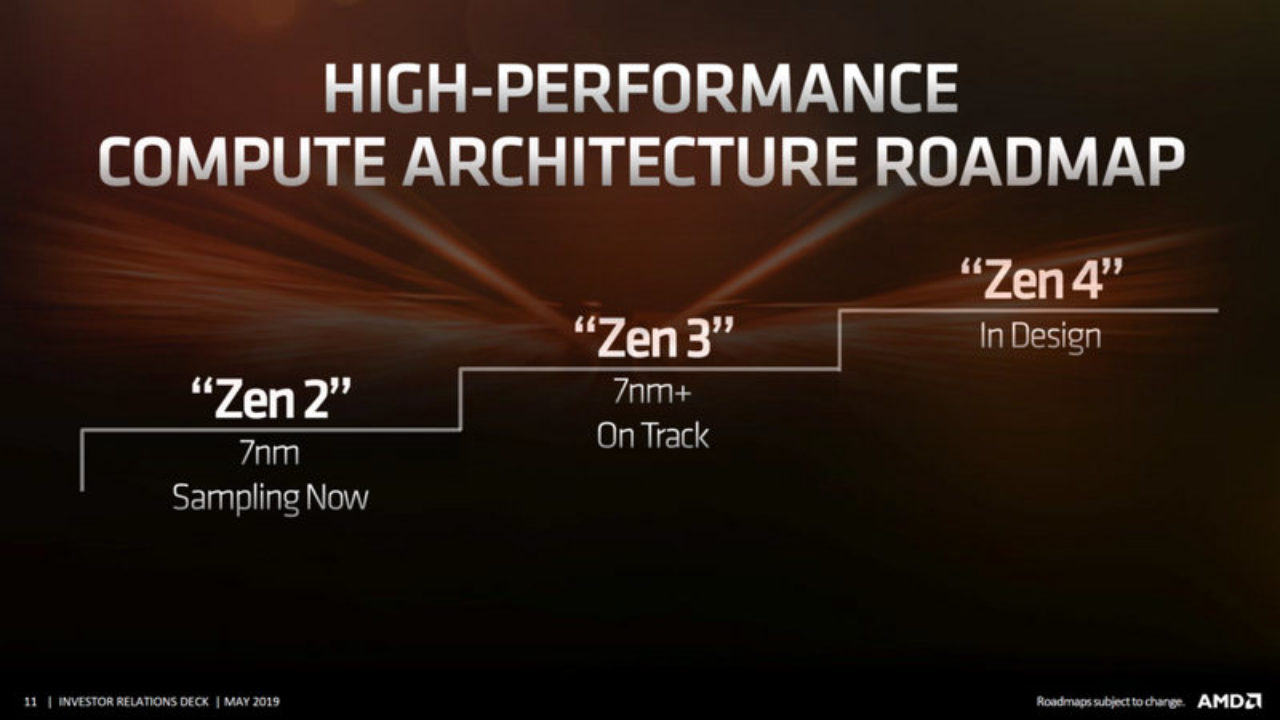 HIGH-PERFORMANCE
COMPUTE ARCHITECTURE ROADMAP
“Zen 2”
7nm
Sampling Now
“Zen 3”
7nm+
On Track
“Zen 4”
In Design
11 | INVESTOR RELATIONS DECK | MAY 2019
Roadmaps subject to change. AMD